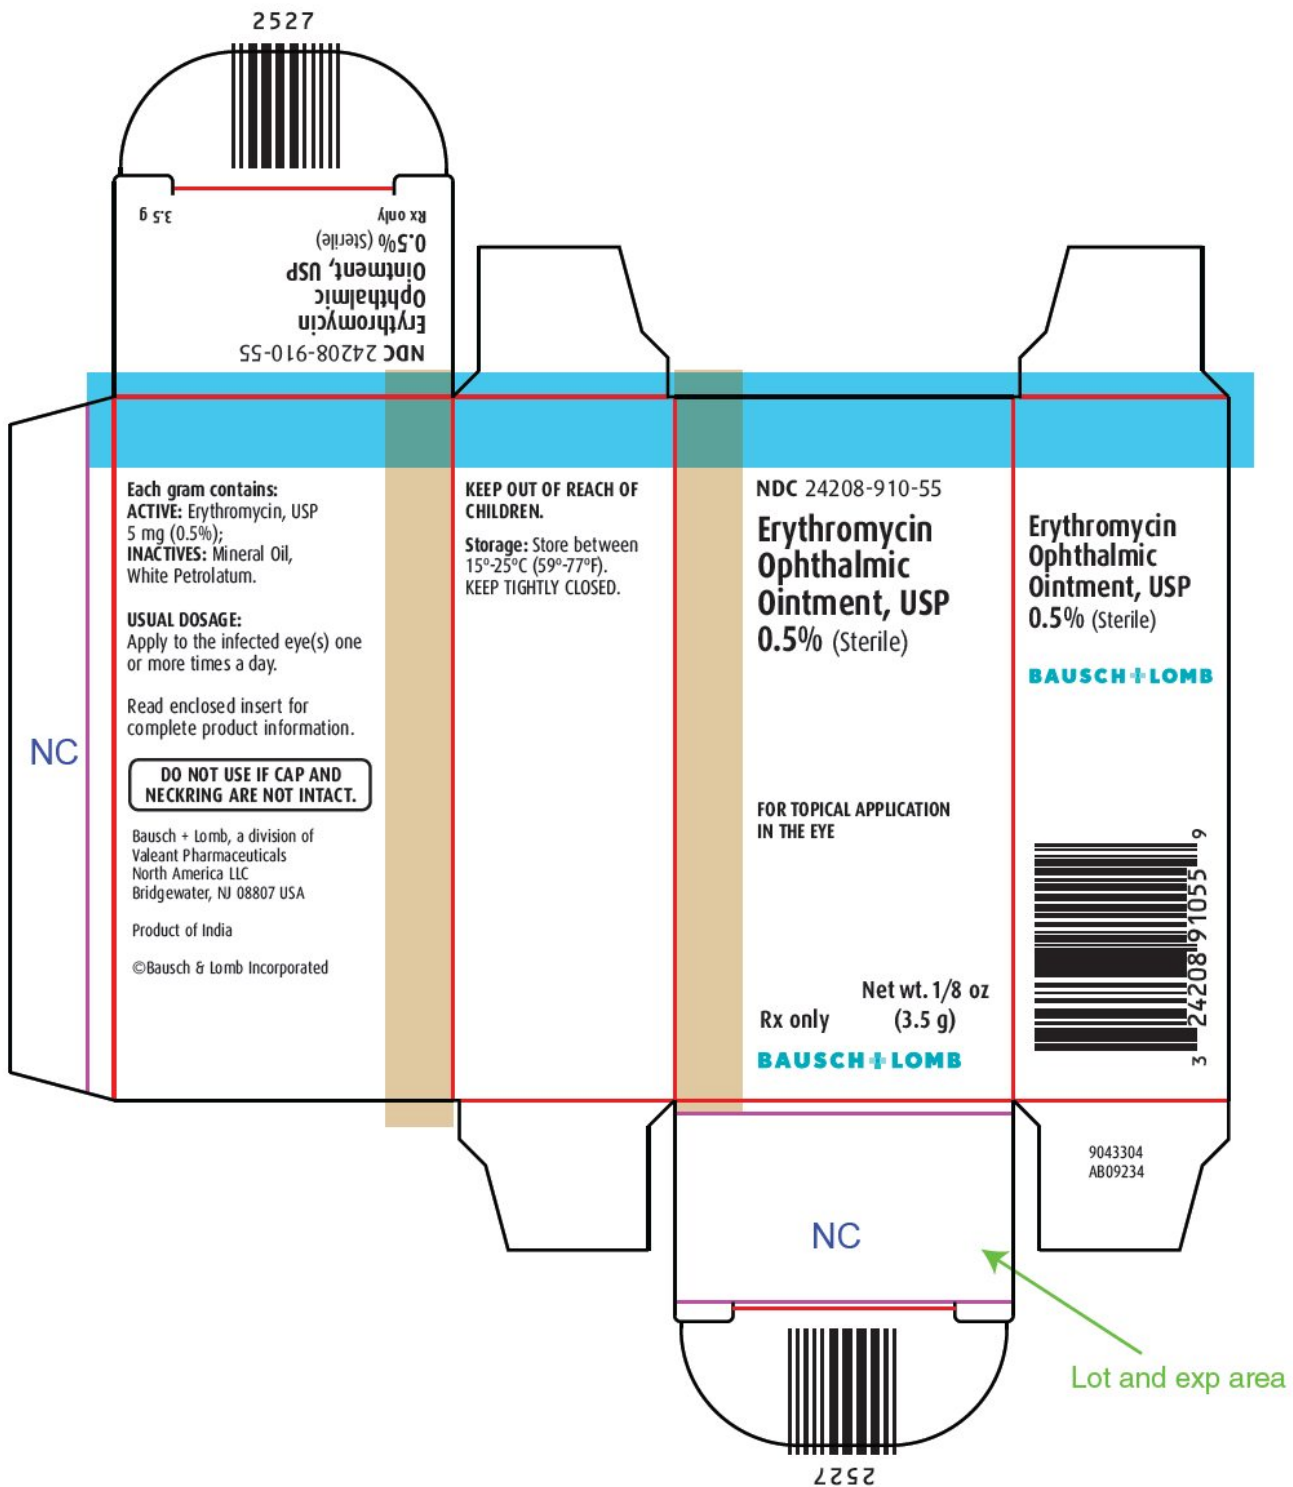 2527
3.5 g
Rx only
0.5% (Sterile)
Ointment, USP
Ophthalmic
Erythromycin
NDC 24208-910-55
Each gram contains:
ACTIVE: Erythromycin, USP
5 mg (0.5%);
INACTIVES: Mineral Oil,
White Petrolatum.
USUAL DOSAGE:
Apply to the infected eye(s) one
or more times a day.
Read enclosed insert for
complete product information.
DO NOT USE IF CAP AND
NECKRING ARE NOT INTACT.
Bausch + Lomb, a division of
Valeant Pharmaceuticals
North America LLC
Bridgewater, NJ 08807 USA
Product of India
©Bausch & Lomb Incorporated
NC
KEEP OUT OF REACH OF
CHILDREN.
Storage: Store between
15º-25ºC (59º-77ºF).
KEEP TIGHTLY CLOSED.
NDC 24208-910-55
Erythromycin
Ophthalmic
Ointment, USP
0.5% (Sterile)
FOR TOPICAL APPLICATION
IN THE EYE
Net wt. 1/8 oz
Rx only (3.5 g)
BAUSCH+LOMB
Erythromycin
Ophthalmic
Ointment, USP
0.5% (Sterile)
BAUSCH+LOMB
3 24208 91055 9
9043304
AB09234
NC
Lot and exp area
2527